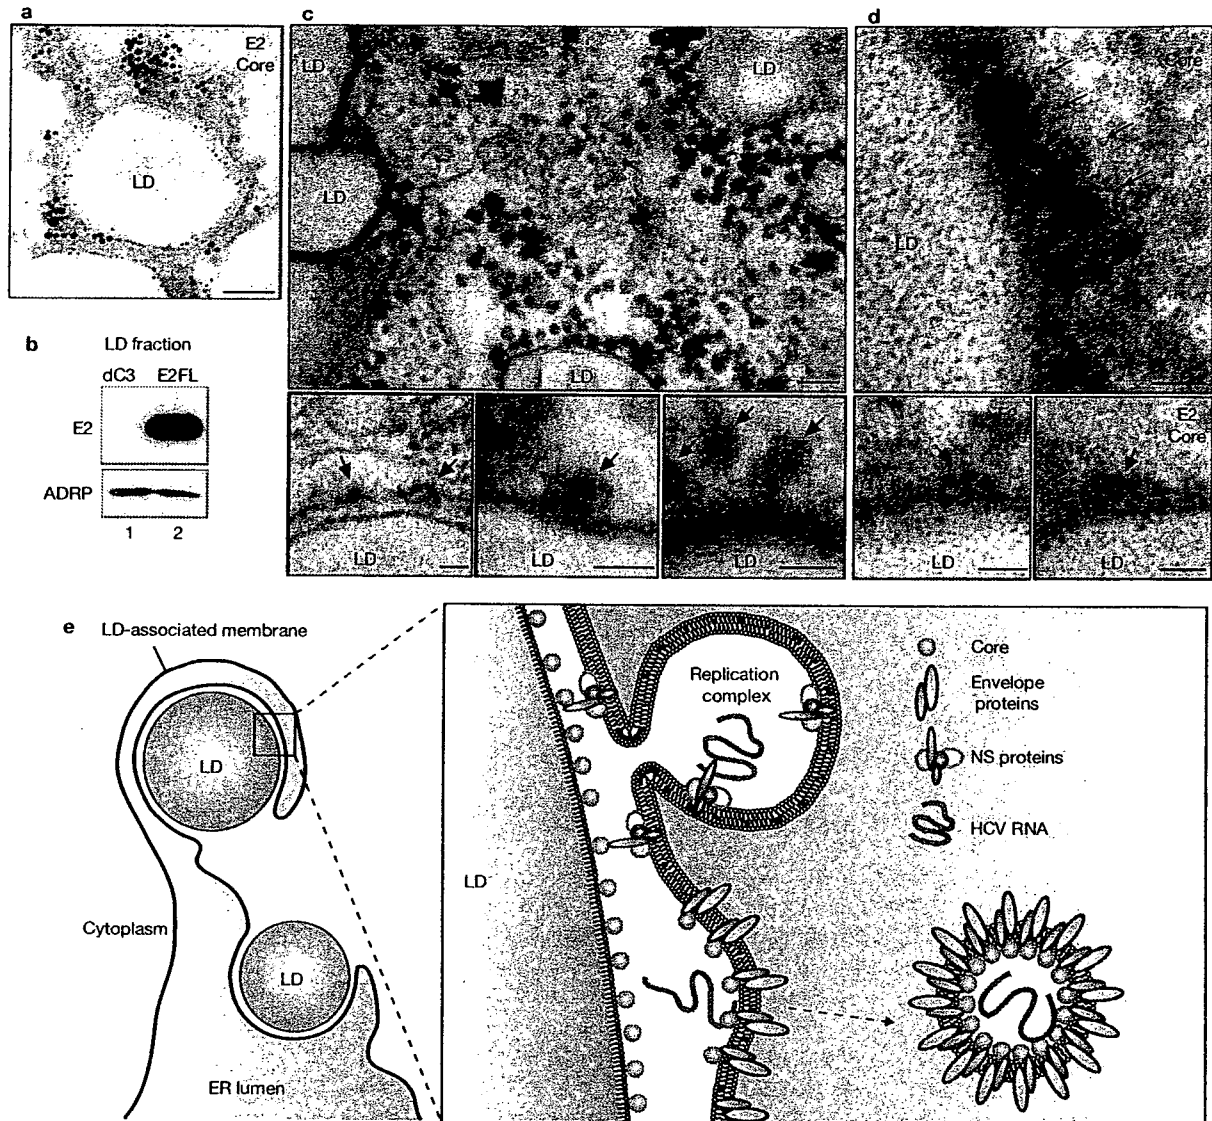 a
E2
Core
LD
b
LD fraction
dC3 E2FL
E2
ADRP
1 2
c
LD
LD
LD
LD
d
Core
LD
LD
LD
LD
E2
Core
LD
LD
e
LD-associated membrane
LD
Cytoplasm
LD
ER lumen
Replication
complex
LD
Core
Envelope
proteins
NS proteins
HCV RNA